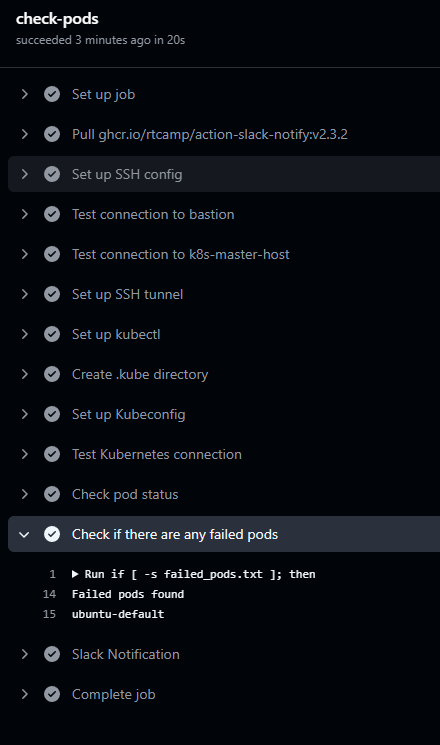 check-pods
succeeded 3 minutes ago in 20s
Set up job
Pull ghcr.io/rtcamp/action-slack-notify:v2.3.2
Set up SSH config
Test connection to bastion
Test connection to k8s-master-host
Set up SSH tunnel
Set up kubectl
Create .kube directory
Set up Kubeconfig
Test Kubernetes connection
Check pod status
Check if there are any failed pods
1 ▶ Run if [ -s failed_pods.txt ]; then
14 Failed pods found
15 ubuntu-default
Slack Notification
Complete job